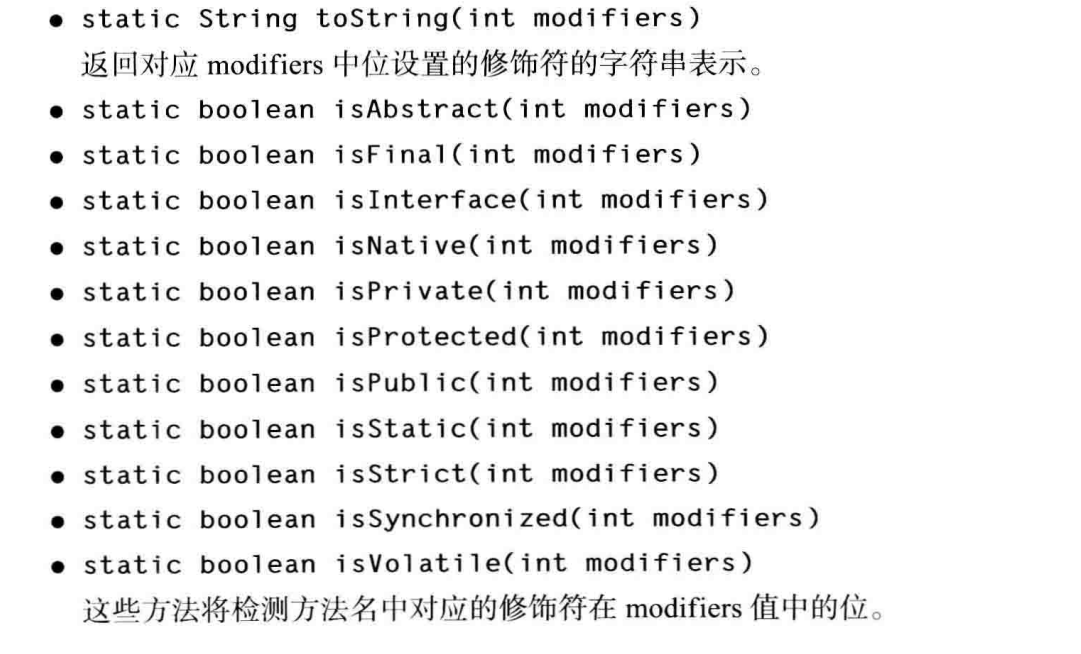 ● static String toString(int modifiers)
返回对应 modifiers 中位设置的修饰符的字符串表示。
● static boolean isAbstract(int modifiers)
● static boolean isFinal(int modifiers)
● static boolean isInterface(int modifiers)
● static boolean isNative(int modifiers)
● static boolean isPrivate(int modifiers)
● static boolean isProtected(int modifiers)
● static boolean isPublic(int modifiers)
● static boolean isStatic(int modifiers)
● static boolean isStrict(int modifiers)
● static boolean isSynchronized(int modifiers)
● static boolean isVolatile(int modifiers)
这些方法将检测方法名中对应的修饰符在 modifiers 值中的位。